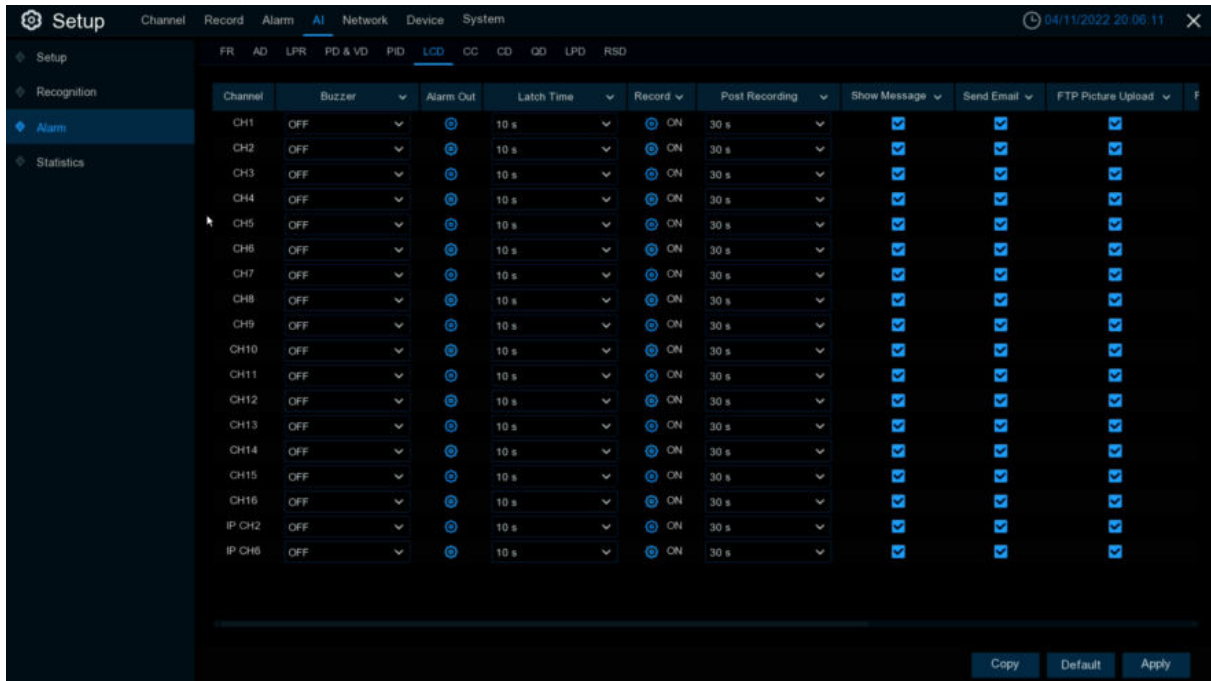 Setup Channel Record Alarm AI Network Device System 04/11/2022 20:06:11
Setup
Recognition
Alarm
Statistics
FR AD LPR PD & VD PID LCD CC CD QD LPD RSD
Channel Buzzer Alarm Out Latch Time Record Post Recording Show Message Send Email FTP Picture Upload F
CH1 OFF 10 s ON 30 s
CH2 OFF 10 s ON 30 s
CH3 OFF 10 s ON 30 s
CH4 OFF 10 s ON 30 s
CH5 OFF 10 s ON 30 s
CH6 OFF 10 s ON 30 s
CH7 OFF 10 s ON 30 s
CH8 OFF 10 s ON 30 s
CH9 OFF 10 s ON 30 s
CH10 OFF 10 s ON 30 s
CH11 OFF 10 s ON 30 s
CH12 OFF 10 s ON 30 s
CH13 OFF 10 s ON 30 s
CH14 OFF 10 s ON 30 s
CH15 OFF 10 s ON 30 s
CH16 OFF 10 s ON 30 s
IP CH2 OFF 10 s ON 30 s
IP CH6 OFF 10 s ON 30 s
Copy Default Apply